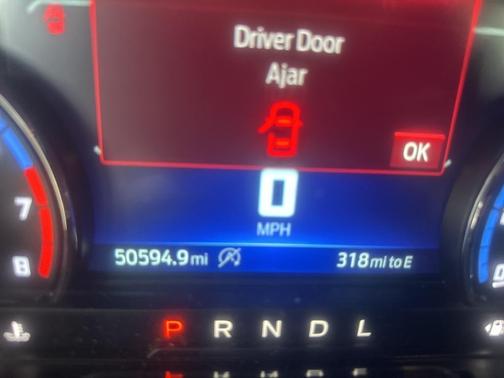 Driver Door
Ajar
OK
0
MPH
7
8
50594.9 mi
318 mi to E
P R N D L